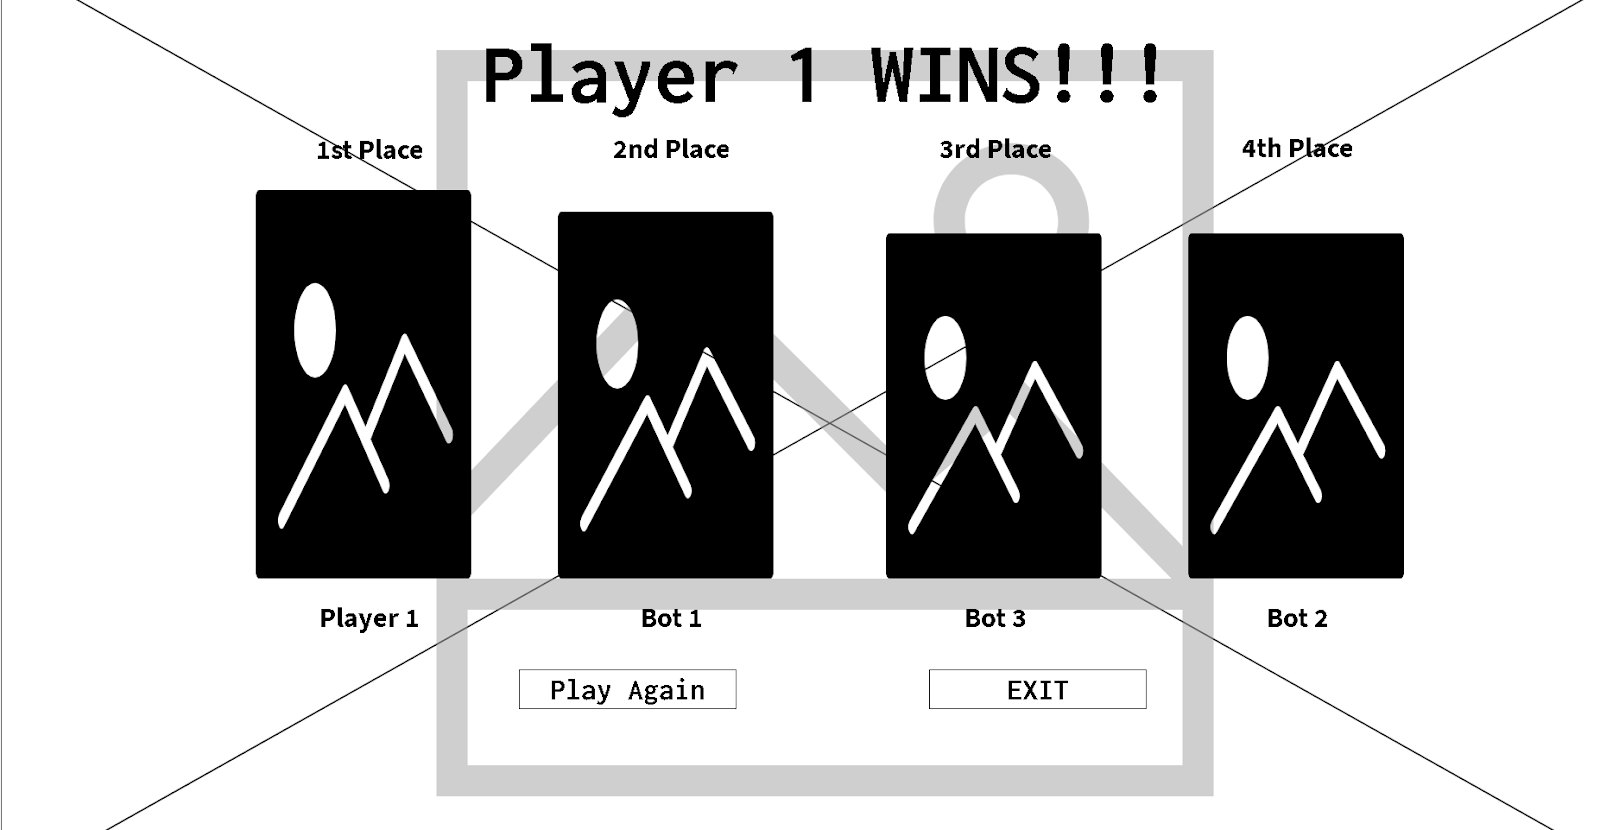 Player 1 WINS!!!
1st Place
2nd Place
3rd Place
4th Place
Player 1
Bot 1
Bot 3
Bot 2
Play Again
EXIT